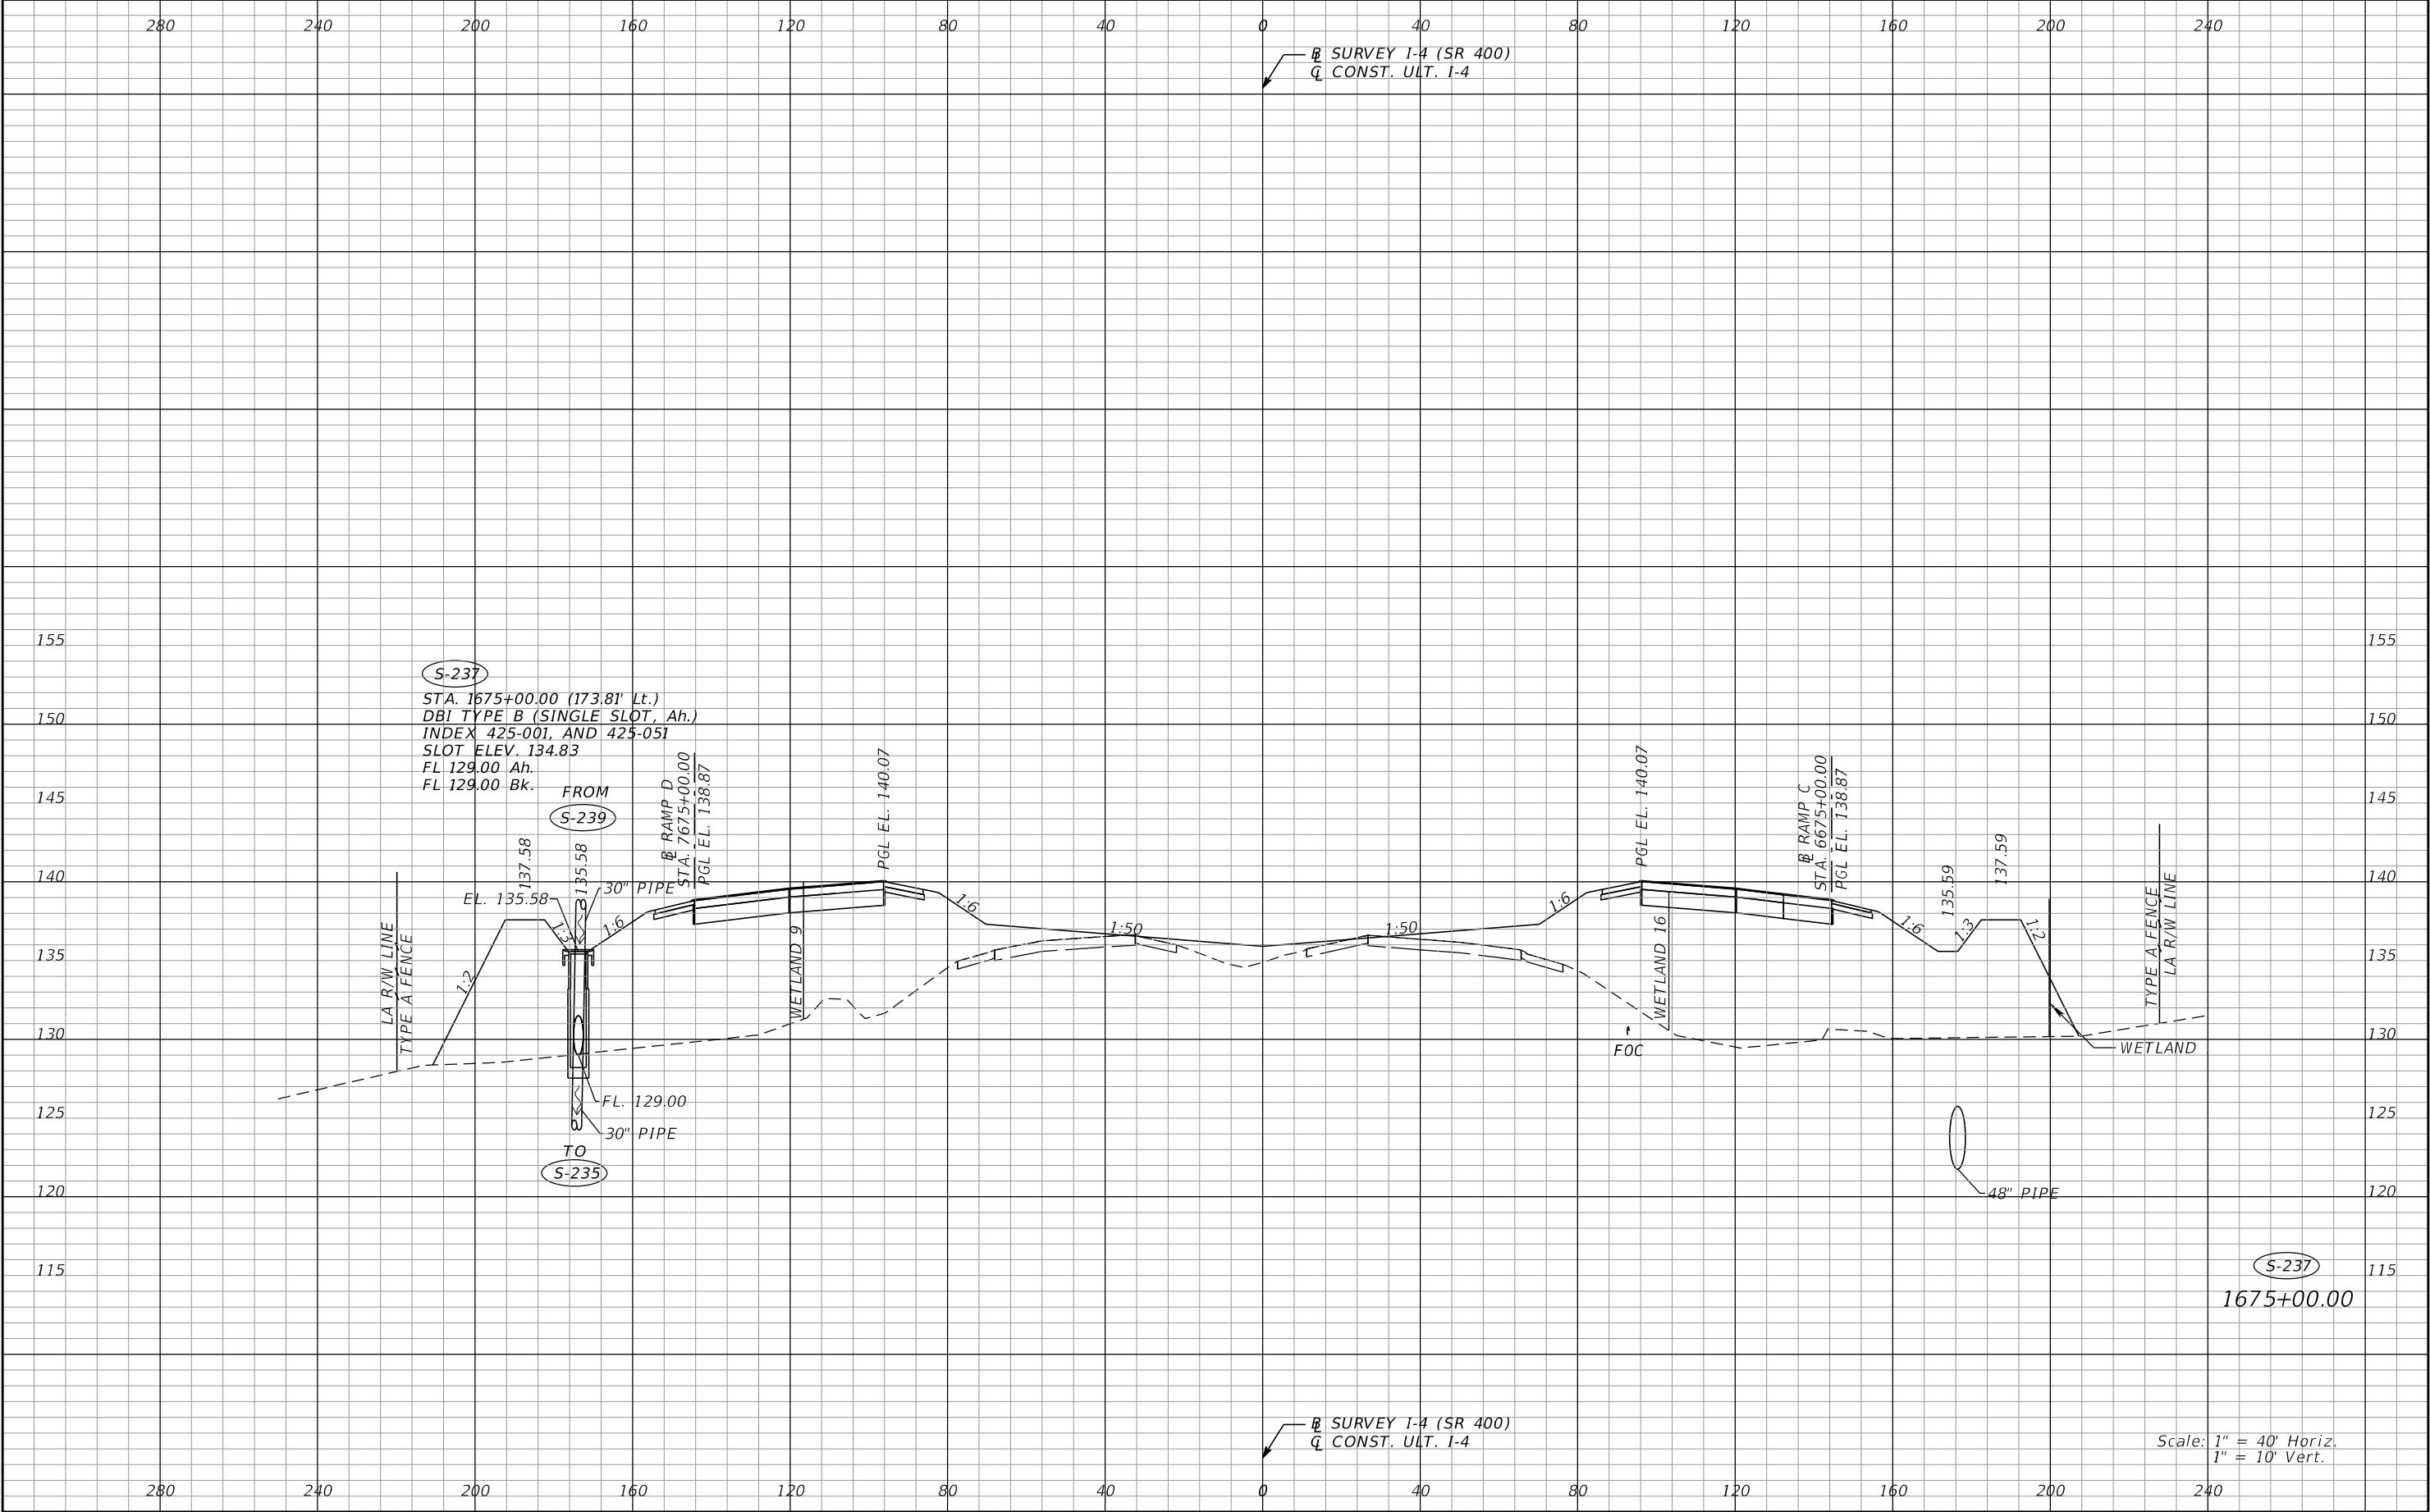 280 240 200 160 120 80 40 0 40 80 120 160 200 240
B SURVEY I-4 (SR 400)
C CONST. ULT. I-4
155 155
S-237
STA. 1675+00.00 (173.81' Lt.)
DBI TYPE B (SINGLE SLOT, Ah.)
INDEX 425-001, AND 425-051
SLOT ELEV. 134.83
FL 129.00 Ah.
FL 129.00 Bk.
150 150
145 145
FROM
S-239
140 140
135 135
130 130
125 125
120 120
115 115
LA R/W LINE
TYPE A FENCE
1:2
137.58
EL. 135.58
1:3
135.58
30" PIPE
1:6
B RAMP D
STA. 7675+00.00
PGL EL. 138.87
WETLAND 9
PGL EL. 140.07
1:6
1:50
1:50
1:6
PGL EL. 140.07
WETLAND 16
FOC
B RAMP C
STA. 6675+00.00
PGL EL. 138.87
1:6
135.59
1:3
137.59
1:2
WETLAND
TYPE A FENCE
LA R/W LINE
FL. 129.00
30" PIPE
TO
S-235
48" PIPE
S-237
1675+00.00
B SURVEY I-4 (SR 400)
C CONST. ULT. I-4
Scale: 1" = 40' Horiz.
1" = 10' Vert.
280 240 200 160 120 80 40 0 40 80 120 160 200 240